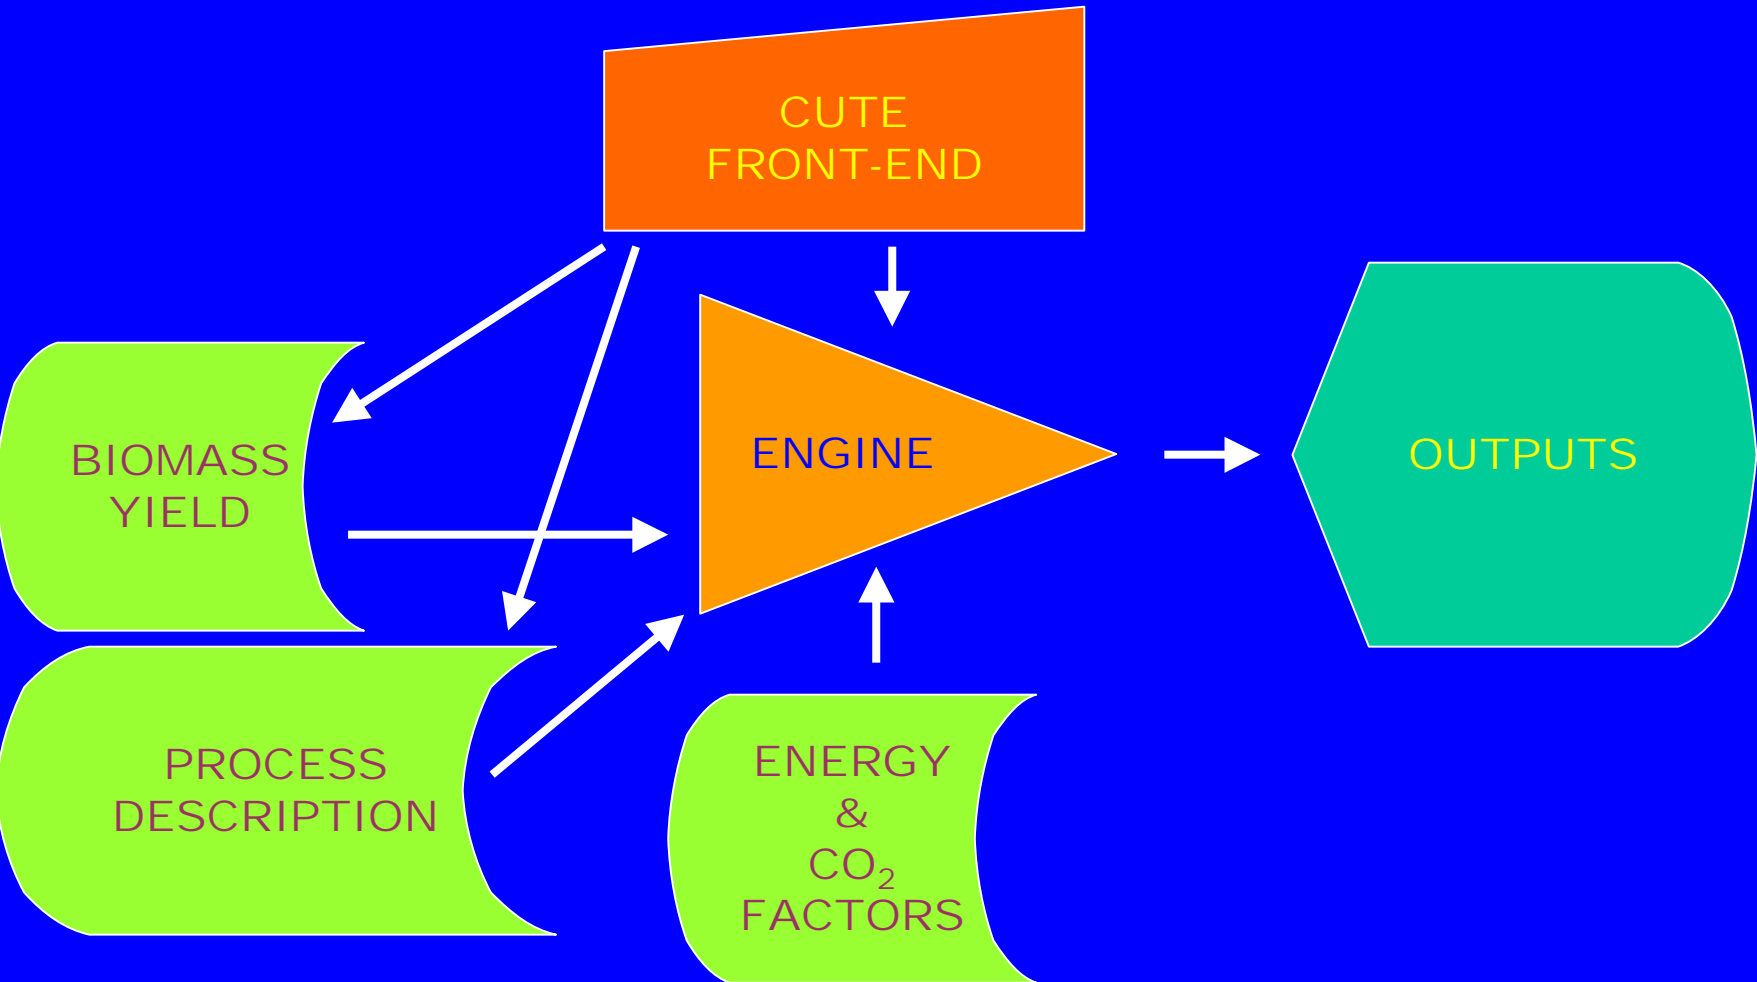 CUTE
FRONT-END
BIOMASS
YIELD
ENGINE
OUTPUTS
PROCESS
DESCRIPTION
ENERGY
&
CO₂
FACTORS